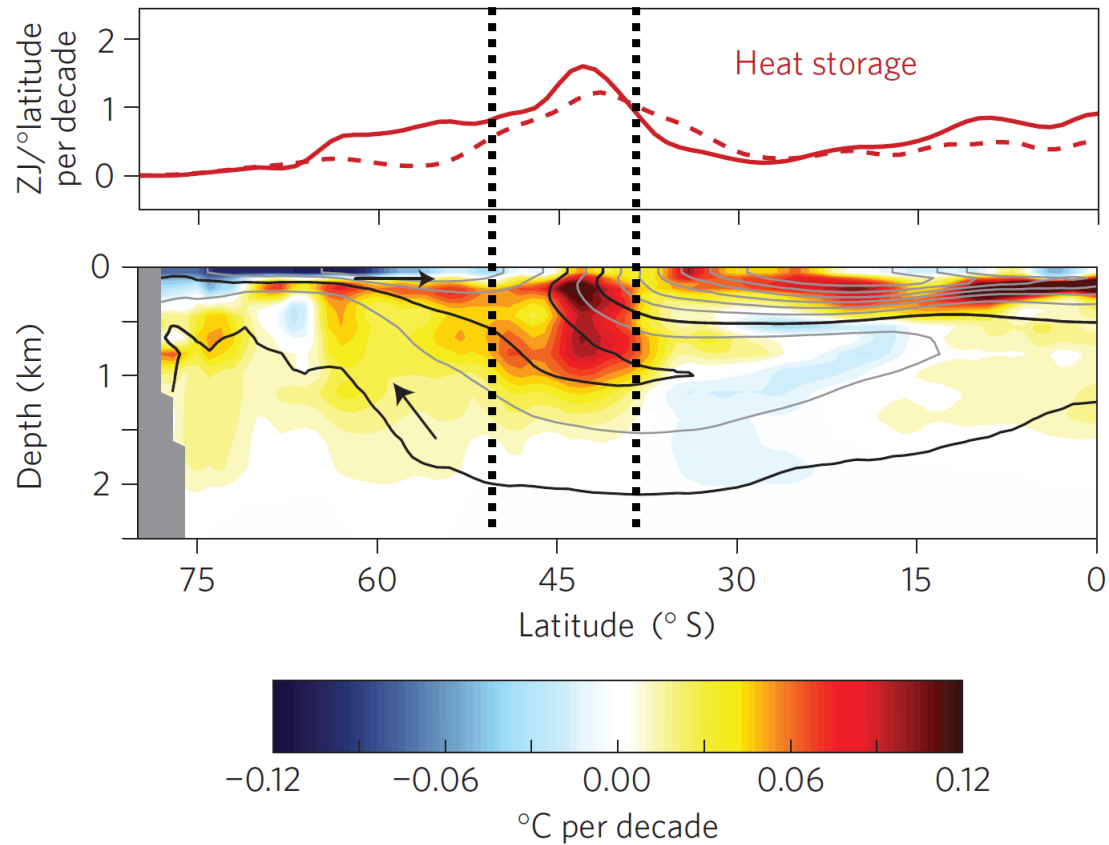 ZJ/°latitude
per decade
2
1
0
Heat storage
Depth (km)
0
1
2
75
60
45
30
15
0
Latitude (° S)
−0.12
−0.06
0.00
0.06
0.12
°C per decade